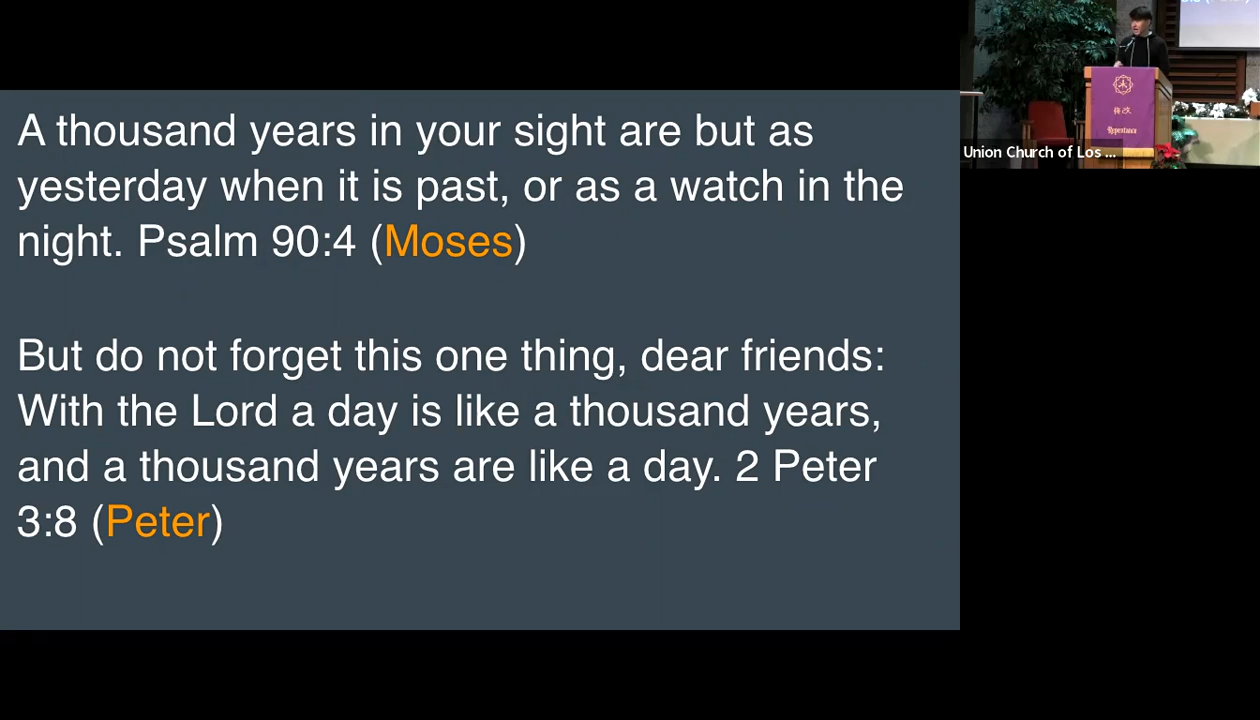 A thousand years in your sight are but as
yesterday when it is past, or as a watch in the
night. Psalm 90:4 (Moses)
But do not forget this one thing, dear friends:
With the Lord a day is like a thousand years,
and a thousand years are like a day. 2 Peter
3:8 (Peter)
Union Church of Los ...
Repentance